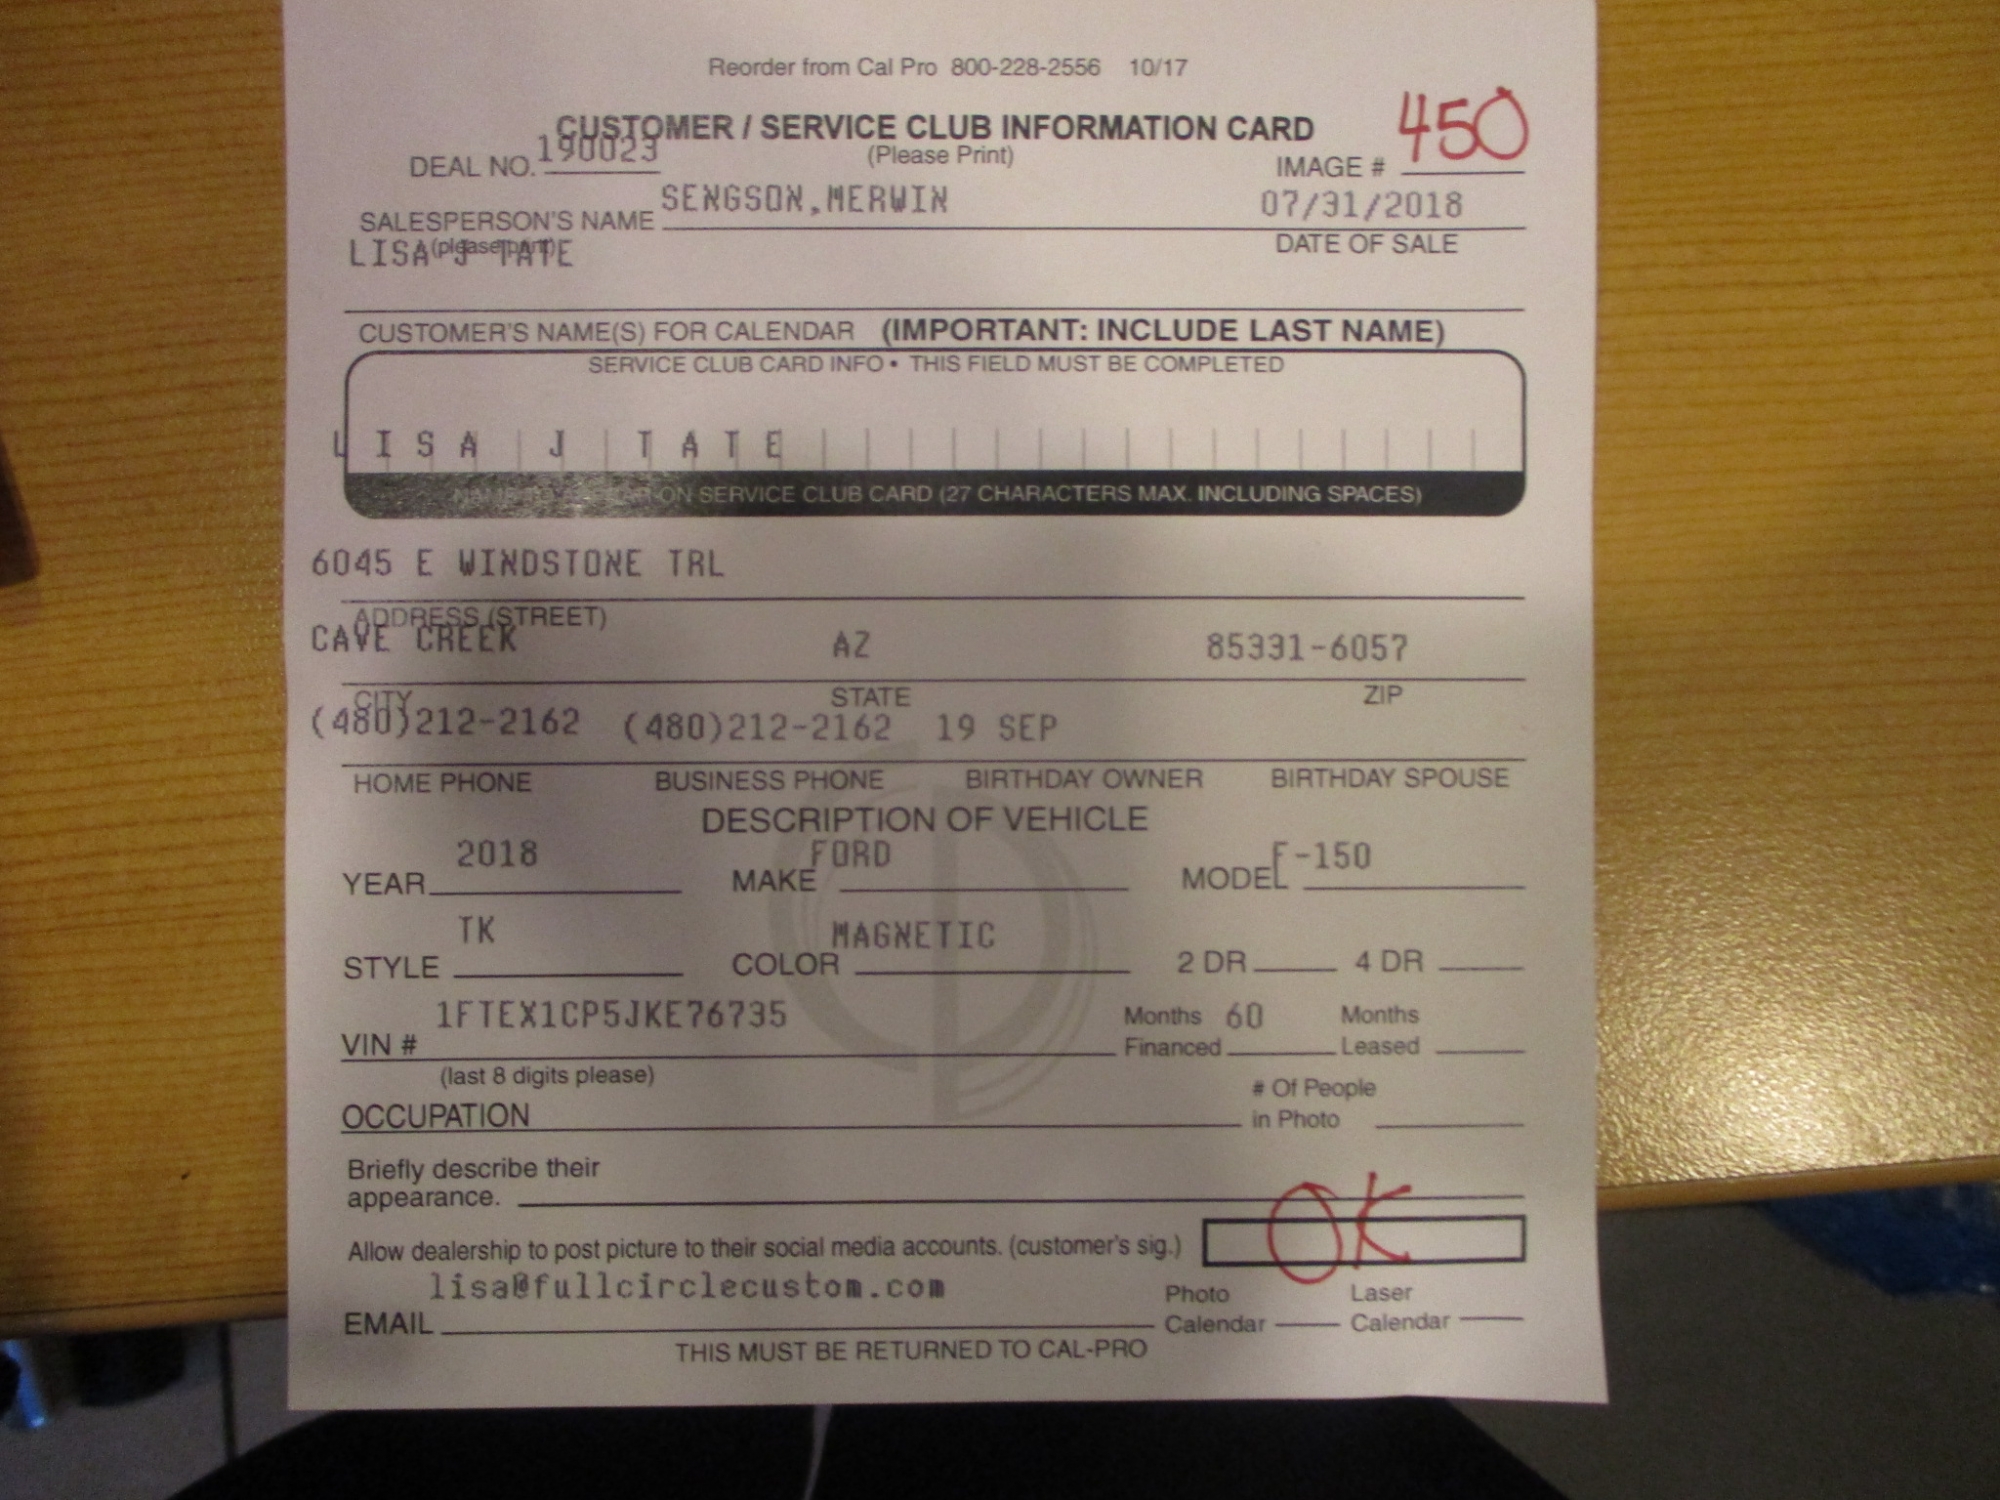 Reorder from Cal Pro 800-228-2556 10/17
CUSTOMER / SERVICE CLUB INFORMATION CARD
450
DEAL NO. 190023 (Please Print) IMAGE #
SALESPERSON'S NAME SENGSON,MERWIN 07/31/2018
(please print) DATE OF SALE
LISA J TATE
CUSTOMER'S NAME(S) FOR CALENDAR (IMPORTANT: INCLUDE LAST NAME)
SERVICE CLUB CARD INFO • THIS FIELD MUST BE COMPLETED
LISA J TATE
NAME TO APPEAR ON SERVICE CLUB CARD (27 CHARACTERS MAX. INCLUDING SPACES)
6045 E WINDSTONE TRL
ADDRESS (STREET)
CAVE CREEK AZ 85331-6057
CITY STATE ZIP
(480)212-2162 (480)212-2162 19 SEP
HOME PHONE BUSINESS PHONE BIRTHDAY OWNER BIRTHDAY SPOUSE
DESCRIPTION OF VEHICLE
YEAR 2018 MAKE FORD MODEL F-150
STYLE TK COLOR MAGNETIC 2 DR 4 DR
VIN # 1FTEX1CP5JKE76735 Months Financed 60 Months Leased
(last 8 digits please)
OCCUPATION # Of People in Photo
Briefly describe their
appearance.
Allow dealership to post picture to their social media accounts. (customer's sig.) OK
EMAIL lisa@fullcirclecustom.com Photo Calendar Laser Calendar
THIS MUST BE RETURNED TO CAL-PRO